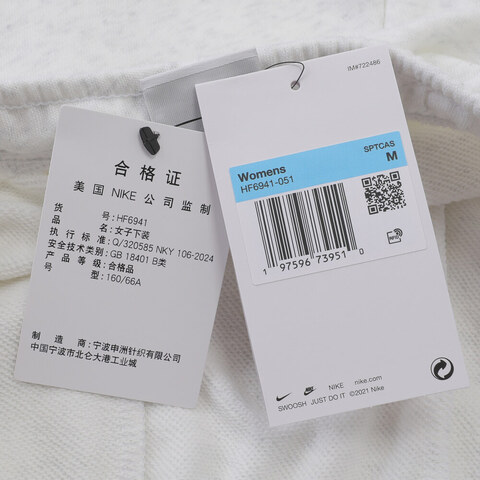 合格证
美国 NIKE 公司监制
货 号: HF6941
品 名: 女子下装
执行标准: Q/320585 NKY 106-2024
安全技术类别: GB 18401 B类
产品等级: 合格品
号 型: 160/66A
制造商: 宁波申洲针织有限公司
中国宁波市北仑大港工业城
IM#722486
SPTCAS
Womens M
HF6941-051
1 97596 73951 0
NIKE nike.com
SWOOSH JUST DO IT ©2021 Nike